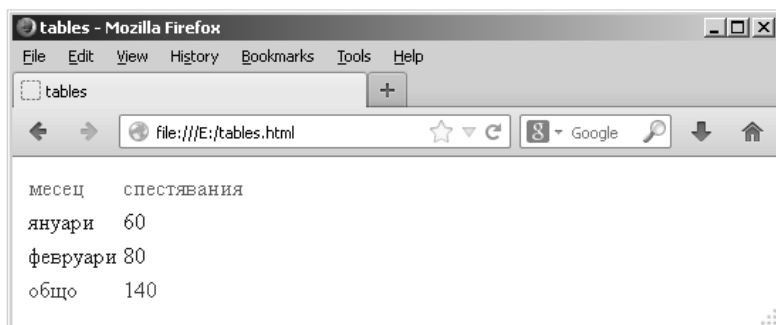 tables - Mozilla Firefox
File Edit View History Bookmarks Tools Help
tables
file:///E:/tables.html
8 Google
месец спестявания
януари 60
февруари 80
общо 140